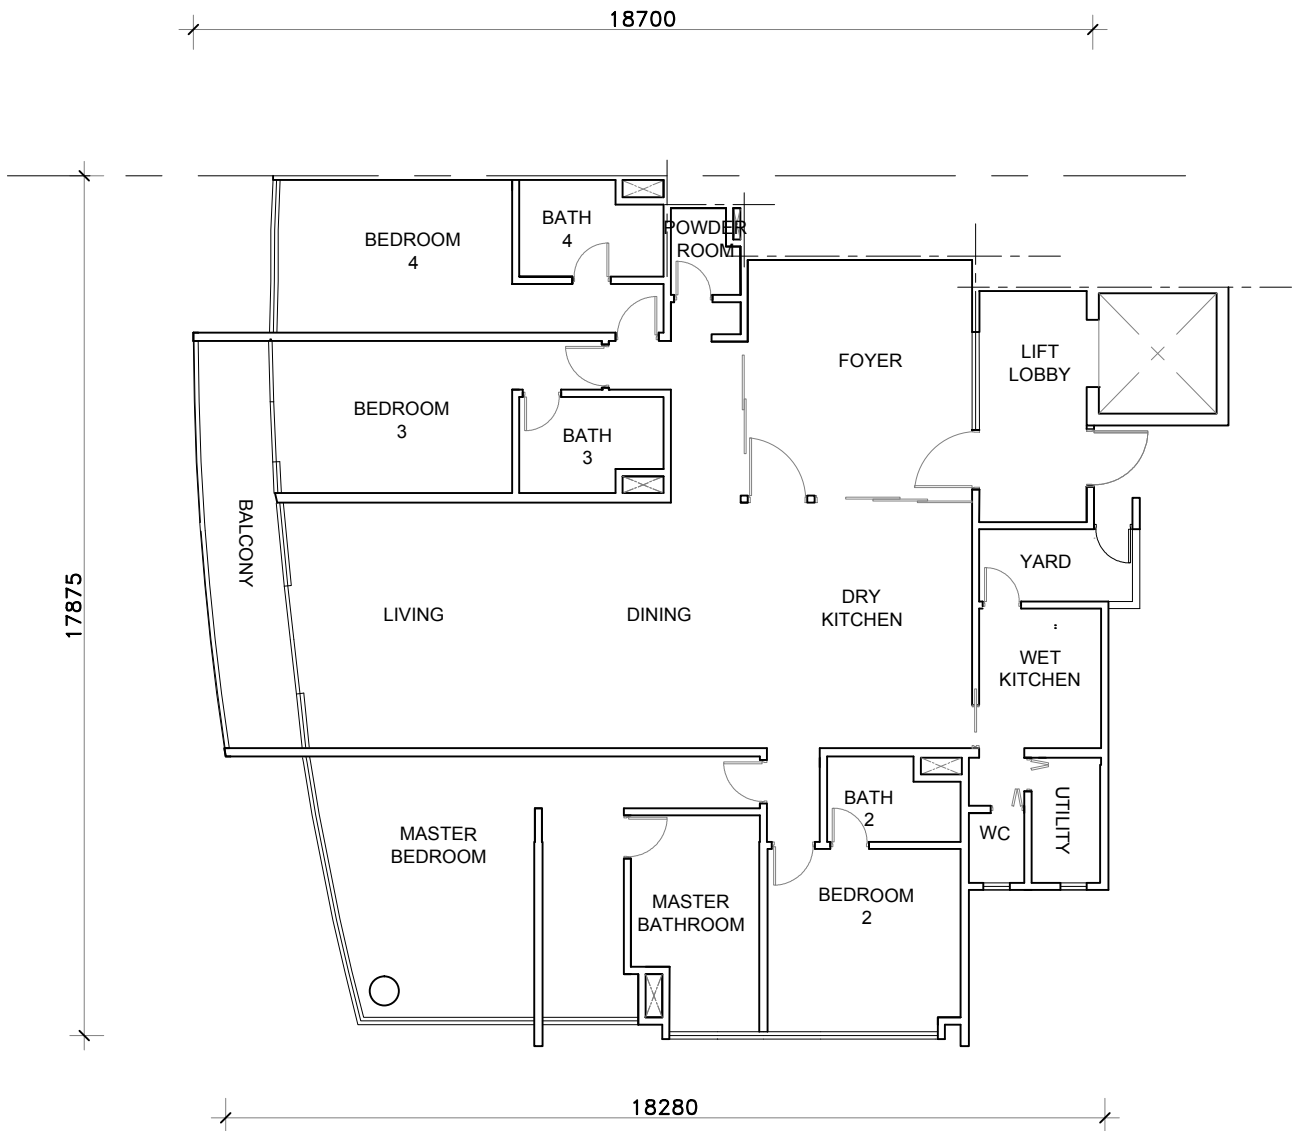 18700
BATH
4
POWDER
ROOM
BEDROOM
4
FOYER
LIFT
LOBBY
BEDROOM
3
BATH
3
BALCONY
YARD
17875
LIVING
DINING
DRY
KITCHEN
WET
KITCHEN
MASTER
BEDROOM
BATH
2
WC
UTILITY
MASTER
BATHROOM
BEDROOM
2
18280